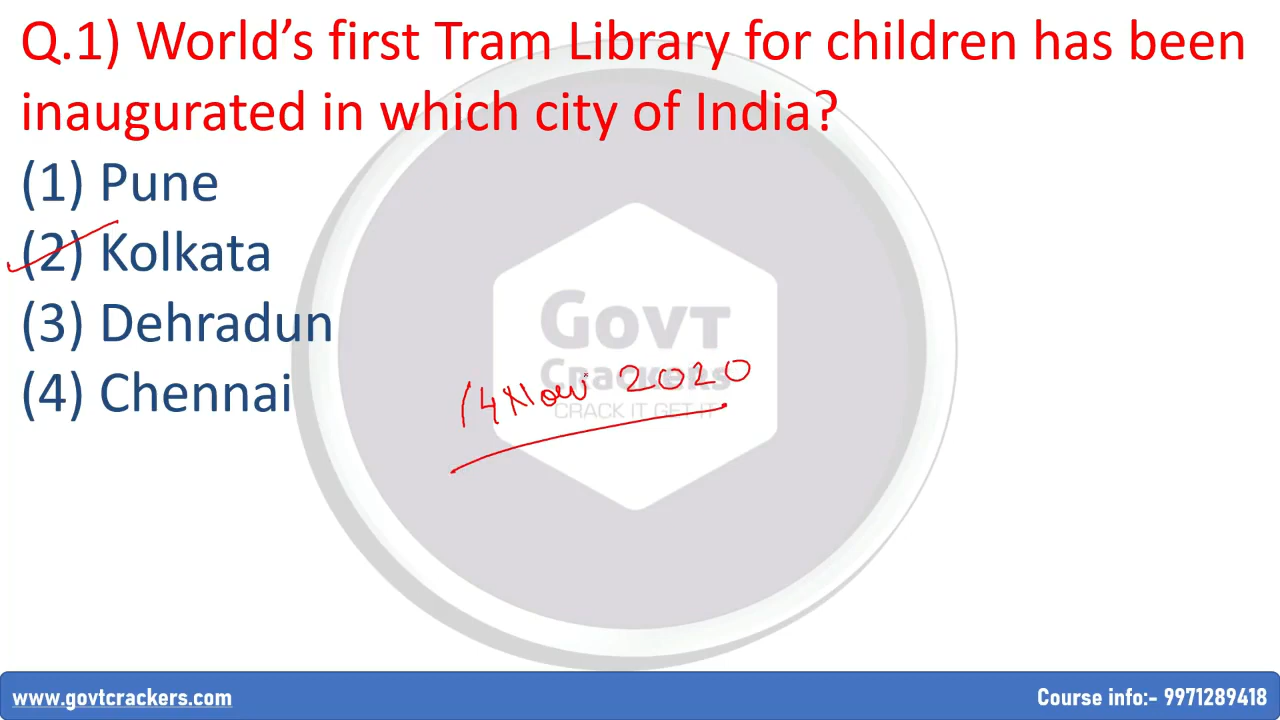 Q.1) World's first Tram Library for children has been
inaugurated in which city of India?
(1) Pune
(2) Kolkata
(3) Dehradun
(4) Chennai
GOVT
Crackers
CRACK IT GET IT
14 Nov 2020
www.govtcrackers.com
Course info:- 9971289418